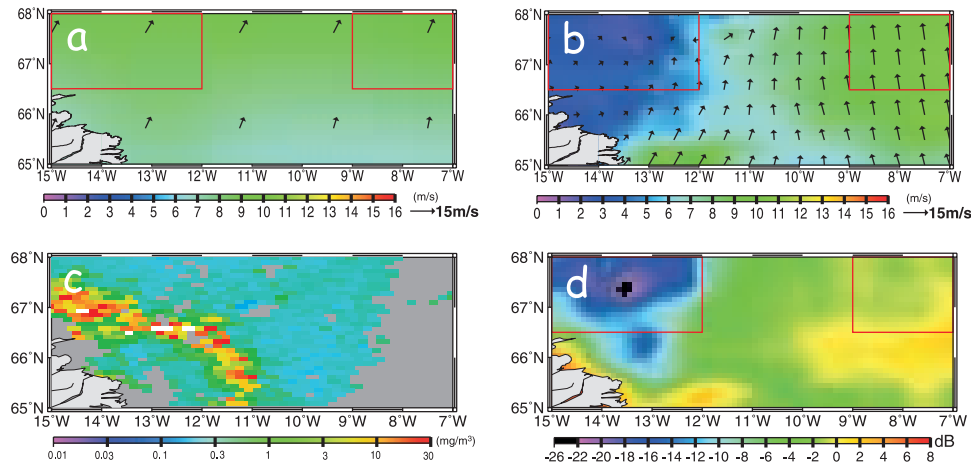 a
68°N
67°N
66°N
65°N
15°W 14°W 13°W 12°W 11°W 10°W 9°W 8°W 7°W
(m/s)
0 1 2 3 4 5 6 7 8 9 10 11 12 13 14 15 16
15m/s
b
68°N
67°N
66°N
65°N
15°W 14°W 13°W 12°W 11°W 10°W 9°W 8°W 7°W
(m/s)
0 1 2 3 4 5 6 7 8 9 10 11 12 13 14 15 16
15m/s
c
68°N
67°N
66°N
65°N
15°W 14°W 13°W 12°W 11°W 10°W 9°W 8°W 7°W
(mg/m³)
0.01 0.03 0.1 0.3 1 3 10 30
d
68°N
67°N
66°N
65°N
15°W 14°W 13°W 12°W 11°W 10°W 9°W 8°W 7°W
dB
-26 -22 -20 -18 -16 -14 -12 -10 -8 -6 -4 -2 0 2 4 6 8